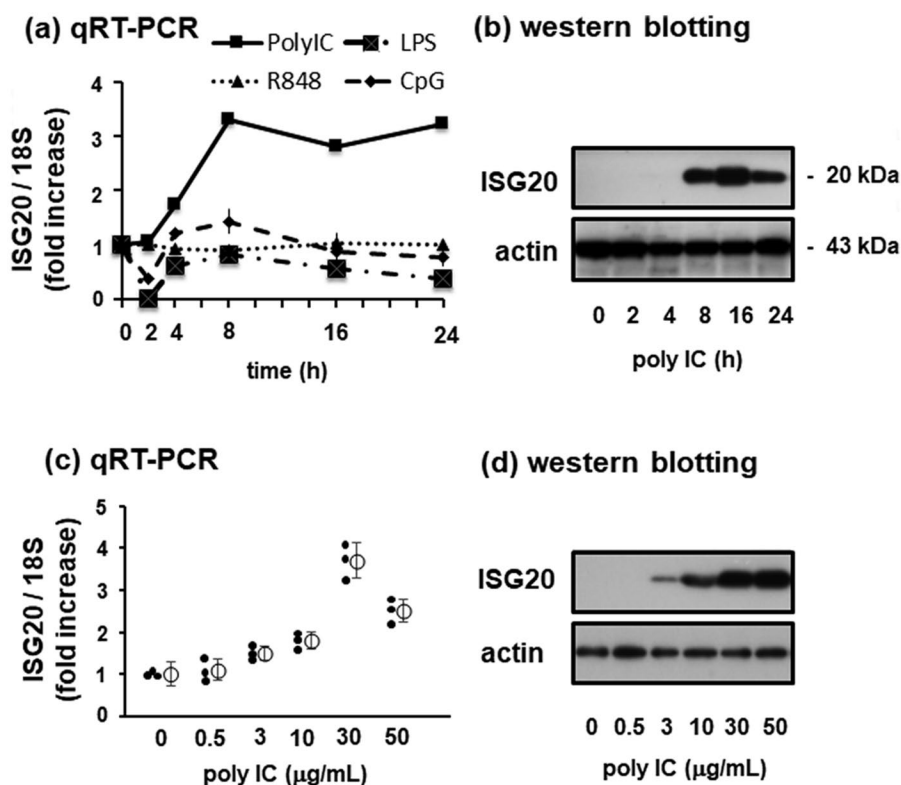 (a) qRT-PCR
PolyIC
LPS
R848
CpG
ISG20 / 18S
(fold increase)
4
3
2
1
0
0 2 4 8 16 24
time (h)
(b) western blotting
ISG20
- 20 kDa
actin
- 43 kDa
0 2 4 8 16 24
poly IC (h)
(c) qRT-PCR
ISG20 / 18S
(fold increase)
5
4
3
2
1
0
0 0.5 3 10 30 50
poly IC (μg/mL)
(d) western blotting
ISG20
actin
0 0.5 3 10 30 50
poly IC (μg/mL)